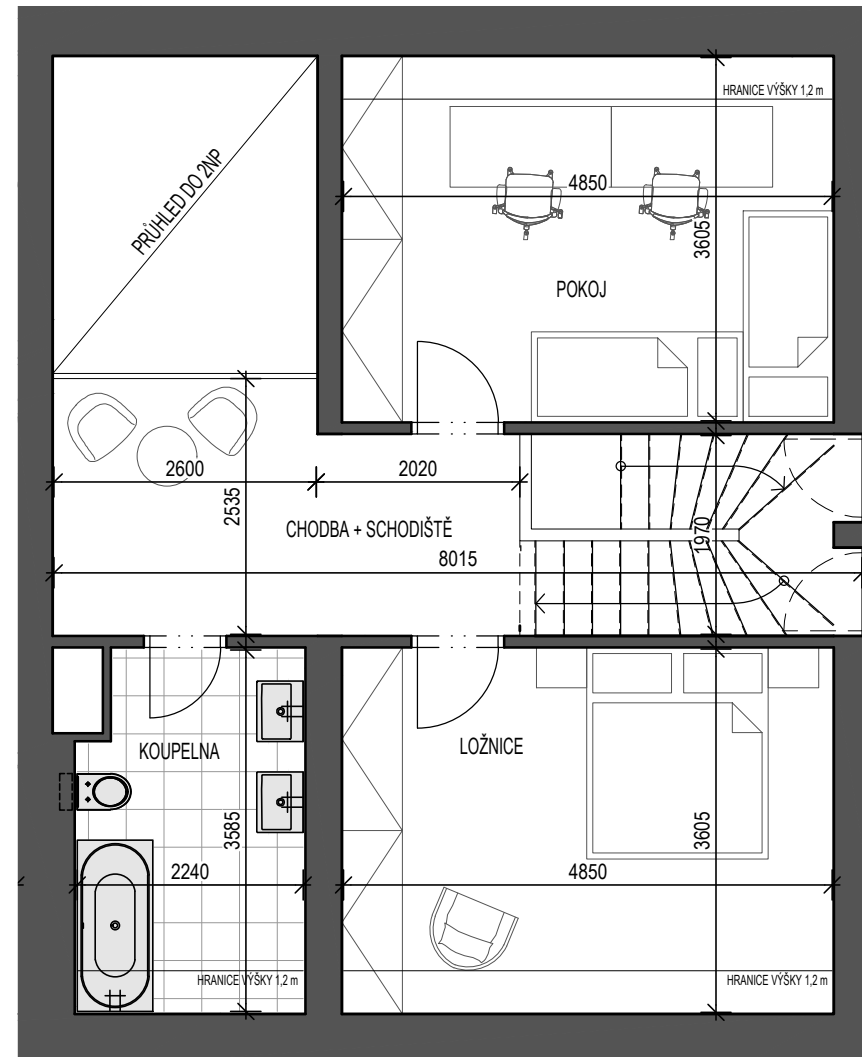 HRANICE VÝŠKY 1,2 m
PRŮHLED DO 2NP
4850
3605
POKOJ
2600
2020
2535
1970
CHODBA + SCHODIŠTĚ
8015
KOUPELNA
LOŽNICE
3585
3605
2240
4850
HRANICE VÝŠKY 1,2 m
HRANICE VÝŠKY 1,2 m